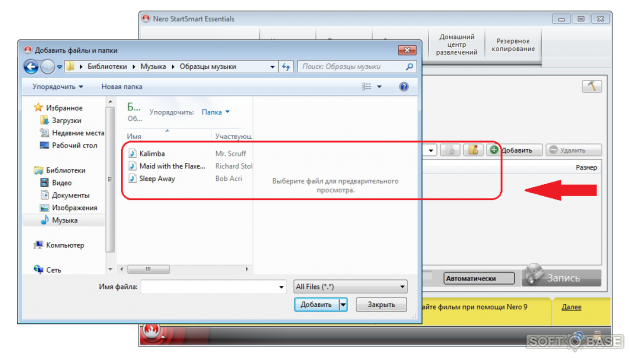 Nero StartSmart Essentials
Домашний
центр
развлечений
Резервное
копирование
Добавить файлы и папки
Библиотеки
Музыка
Образцы музыки
Поиск: Образцы музыки
Упорядочить
Новая папка
Избранное
Загрузки
Недавние места
Рабочий стол
Библиотеки
Видео
Документы
Изображения
Музыка
Компьютер
Сеть
Б...
Об...
Упорядочить: Папка
Имя
Участвующ
Kalimba
Mr. Scruff
Maid with the Flaxe...
Richard Stol
Sleep Away
Bob Acri
Выберите файл для предварительного
просмотра.
Имя файла:
All Files (*.*)
Добавить
Закрыть
Добавить
Удалить
Размер
Автоматически
Запись
айте фильм при помощи Nero 9
Далее
SOFT BASE